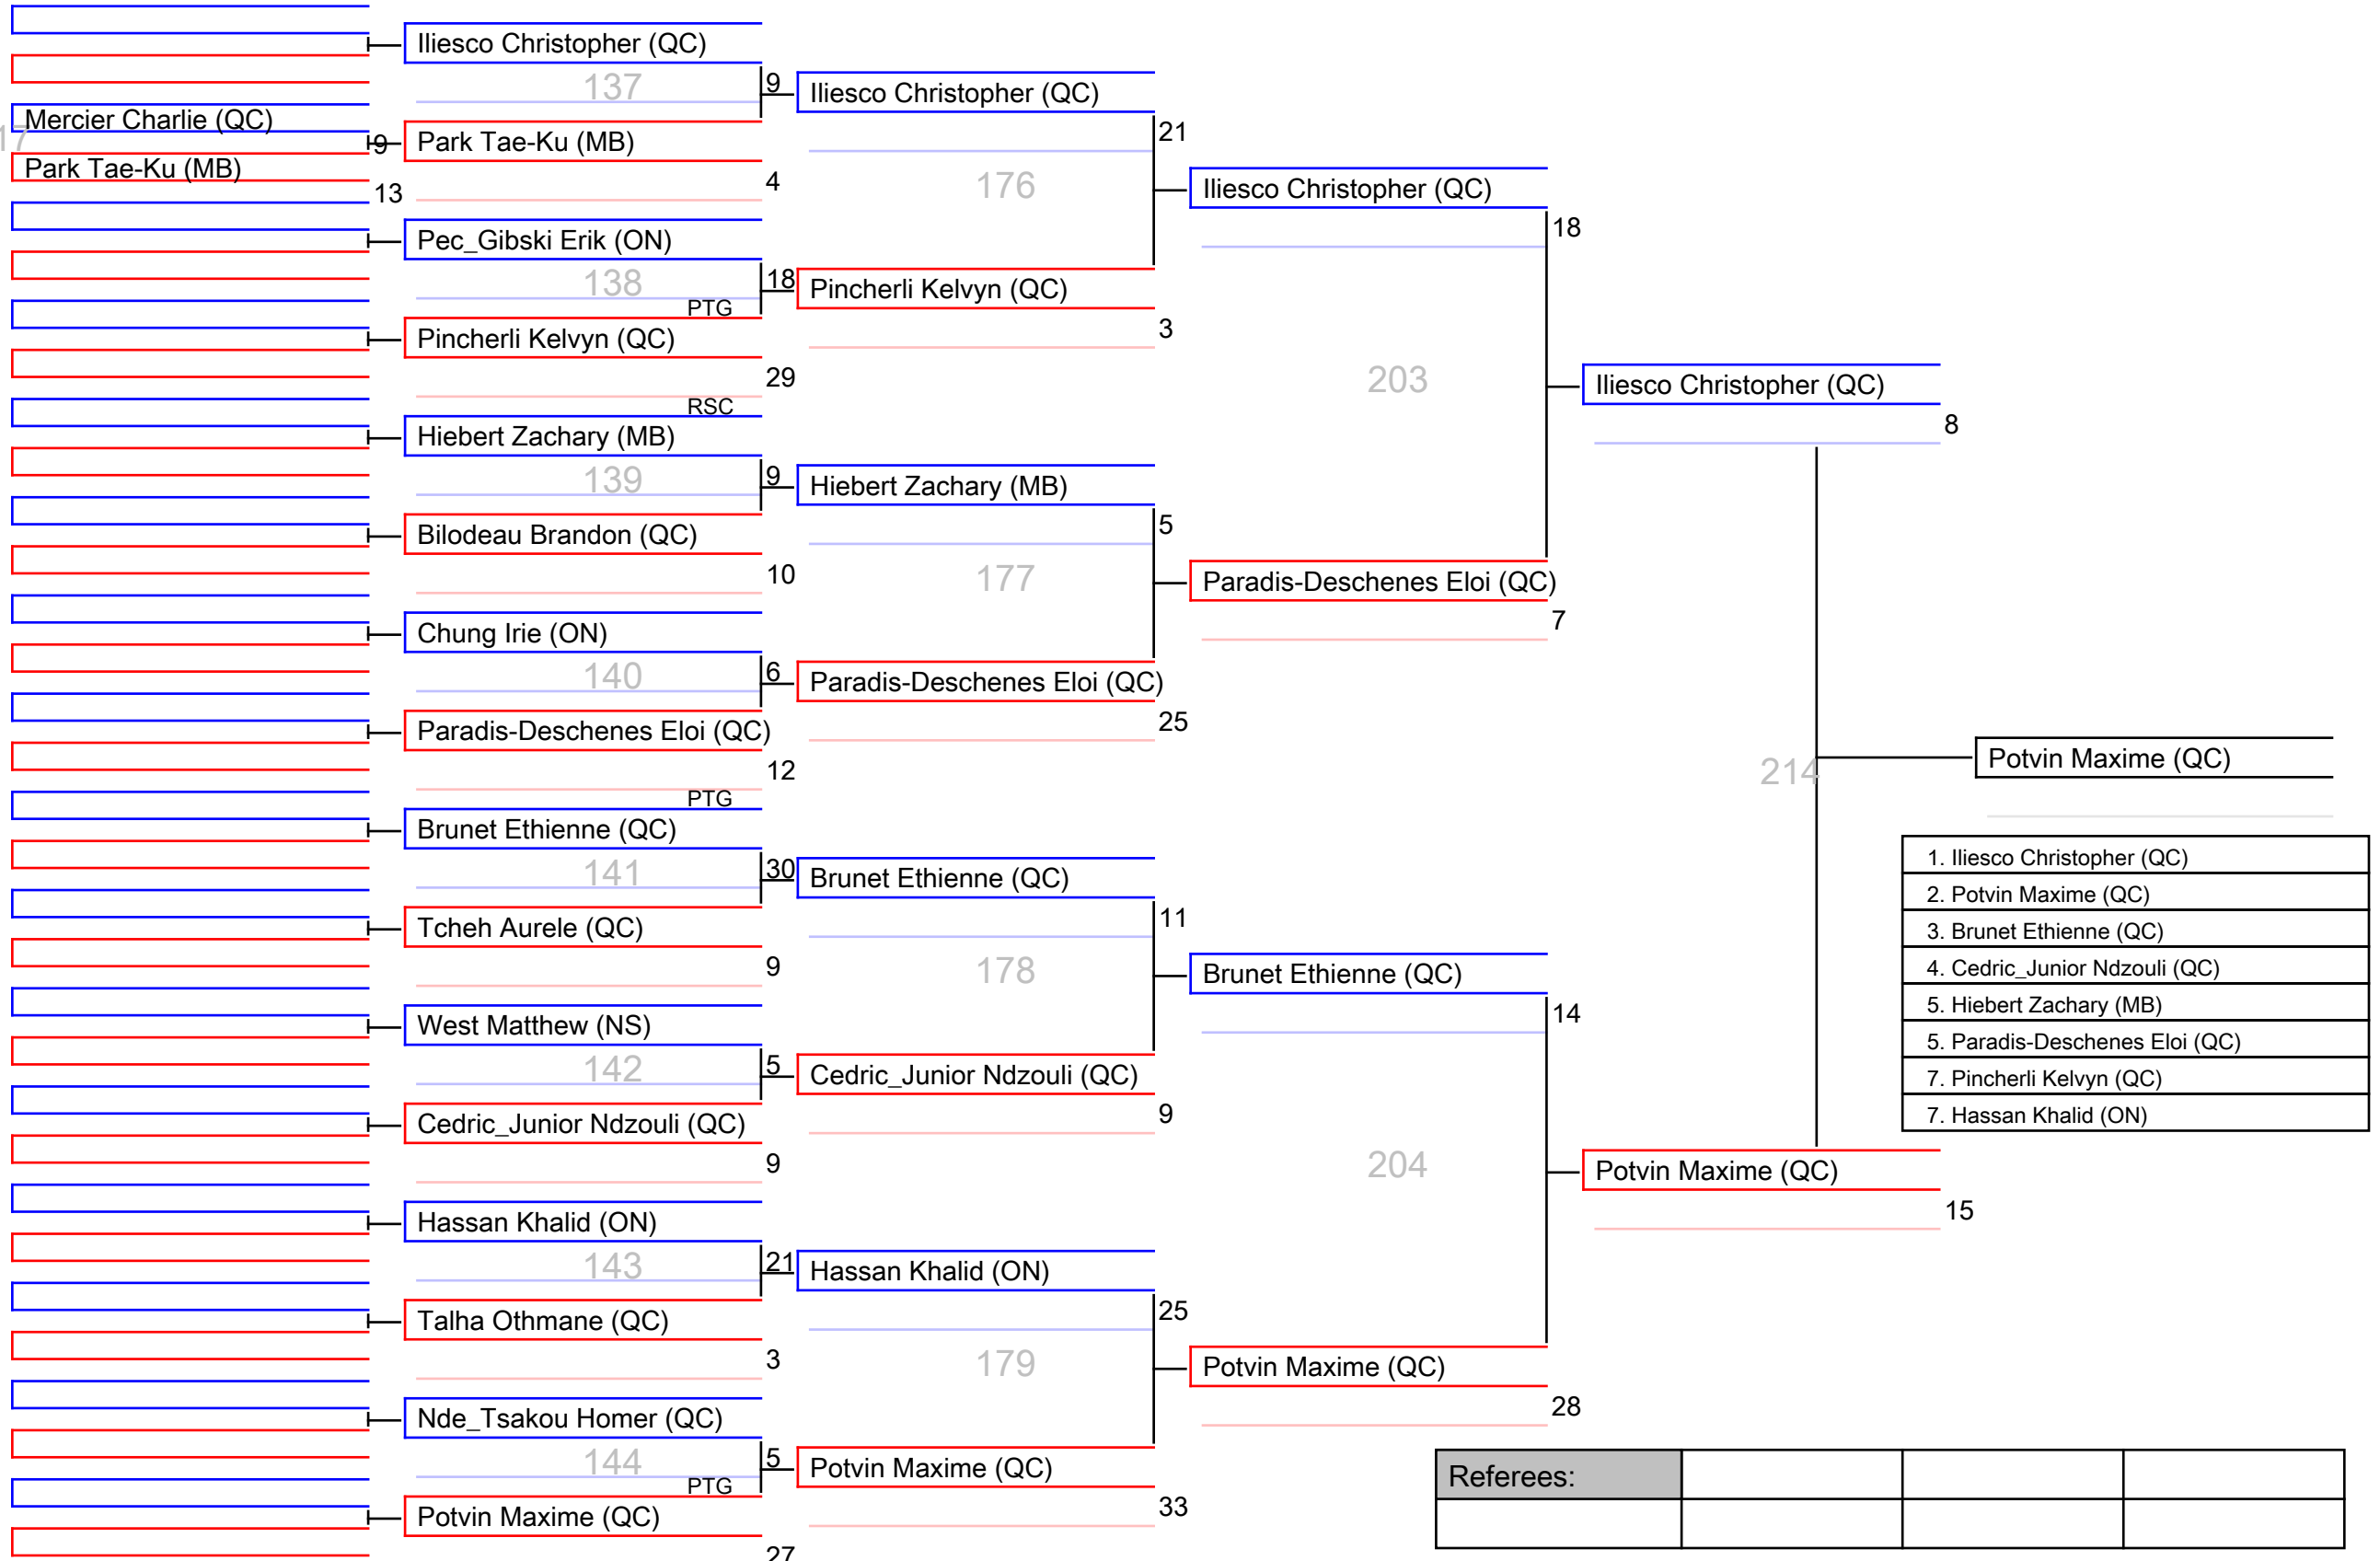 Iliesco Christopher (QC)
137
9
Iliesco Christopher (QC)
Mercier Charlie (QC)
17
9
Park Tae-Ku (MB)
21
Park Tae-Ku (MB)
13
4
176
Iliesco Christopher (QC)
18
Pec_Gibski Erik (ON)
138
18
Pincherli Kelvyn (QC)
PTG
Pincherli Kelvyn (QC)
3
29
203
Iliesco Christopher (QC)
8
RSC
Hiebert Zachary (MB)
139
9
Hiebert Zachary (MB)
5
Bilodeau Brandon (QC)
10
177
Paradis-Deschenes Eloi (QC)
7
Chung Irie (ON)
140
6
Paradis-Deschenes Eloi (QC)
25
Paradis-Deschenes Eloi (QC)
12
214
Potvin Maxime (QC)
PTG
Brunet Ethienne (QC)
141
30
Brunet Ethienne (QC)
11
Tcheh Aurele (QC)
9
178
Brunet Ethienne (QC)
14
1. Iliesco Christopher (QC)
2. Potvin Maxime (QC)
3. Brunet Ethienne (QC)
4. Cedric_Junior Ndzouli (QC)
5. Hiebert Zachary (MB)
5. Paradis-Deschenes Eloi (QC)
7. Pincherli Kelvyn (QC)
7. Hassan Khalid (ON)
West Matthew (NS)
142
5
Cedric_Junior Ndzouli (QC)
9
Cedric_Junior Ndzouli (QC)
9
204
Potvin Maxime (QC)
15
Hassan Khalid (ON)
143
21
Hassan Khalid (ON)
25
Talha Othmane (QC)
3
179
Potvin Maxime (QC)
28
Nde_Tsakou Homer (QC)
144
5
Potvin Maxime (QC)
33
PTG
Potvin Maxime (QC)
27
Referees: